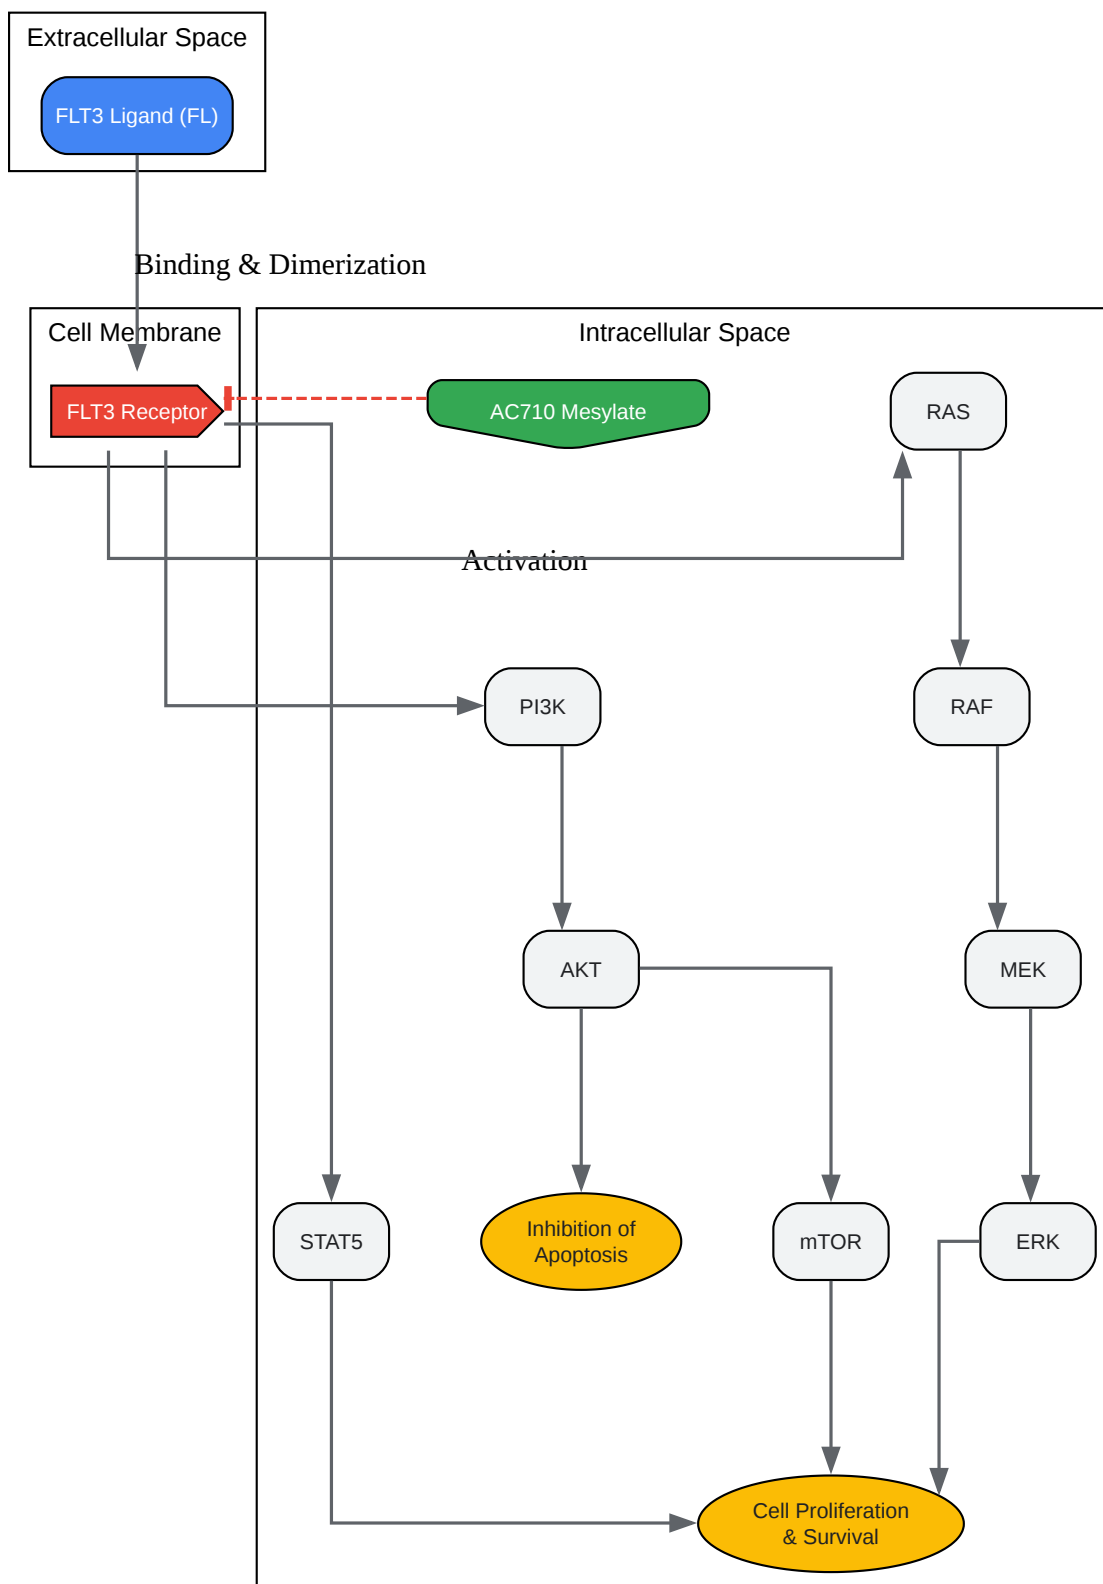 Extracellular Space
FLT3 Ligand (FL)
Binding & Dimerization
Cell Membrane
Intracellular Space
FLT3 Receptor
AC710 Mesylate
RAS
Activation
PI3K
RAF
AKT
MEK
STAT5
Inhibition of
Apoptosis
mTOR
ERK
Cell Proliferation
& Survival